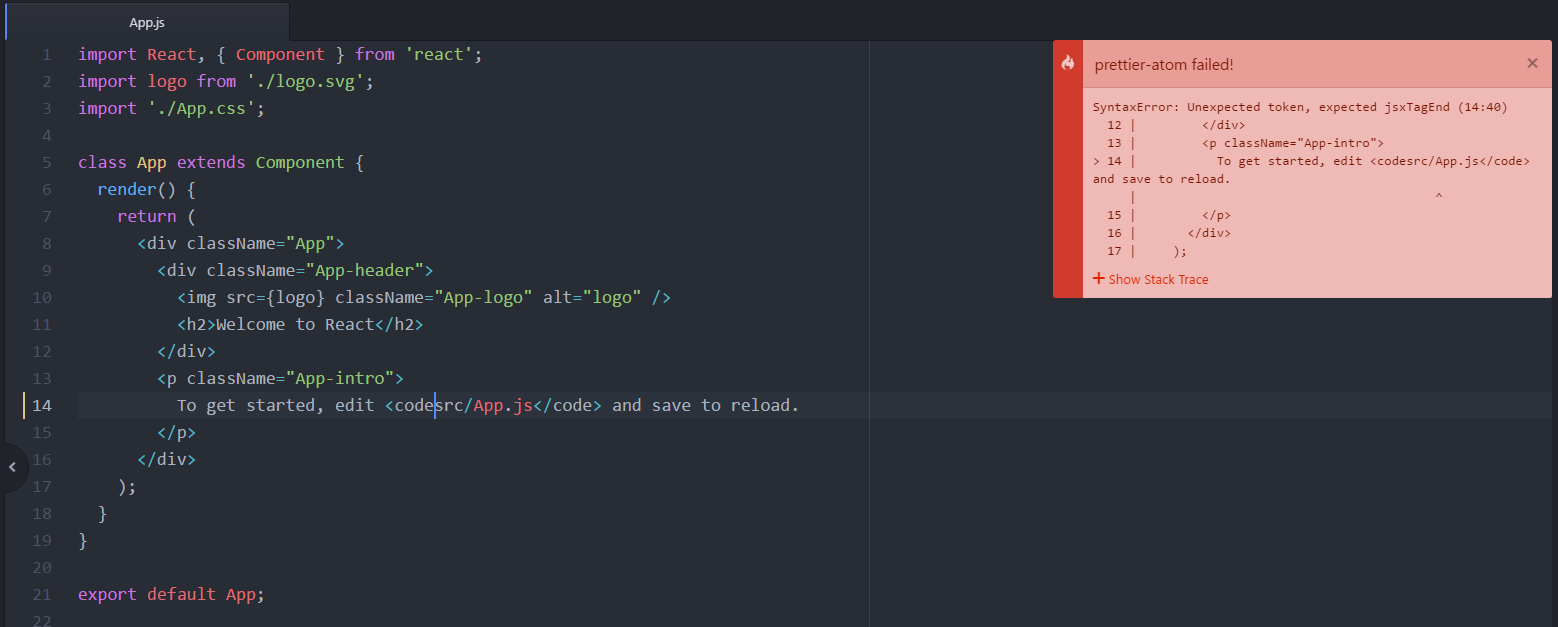 App.js
1 import React, { Component } from 'react';
2 import logo from './logo.svg';
3 import './App.css';
4
5 class App extends Component {
6   render() {
7     return (
8       <div className="App">
9         <div className="App-header">
10           <img src={logo} className="App-logo" alt="logo" />
11           <h2>Welcome to React</h2>
12         </div>
13         <p className="App-intro">
14           To get started, edit <codesrc/App.js</code> and save to reload.
15         </p>
16       </div>
17     );
18   }
19 }
20
21 export default App;
22
prettier-atom failed!
SyntaxError: Unexpected token, expected jsxTagEnd (14:40)
  12 |         </div>
  13 |         <p className="App-intro">
> 14 |           To get started, edit <codesrc/App.js</code>
and save to reload.
     |                                         ^
  15 |         </p>
  16 |       </div>
  17 |     );
+ Show Stack Trace